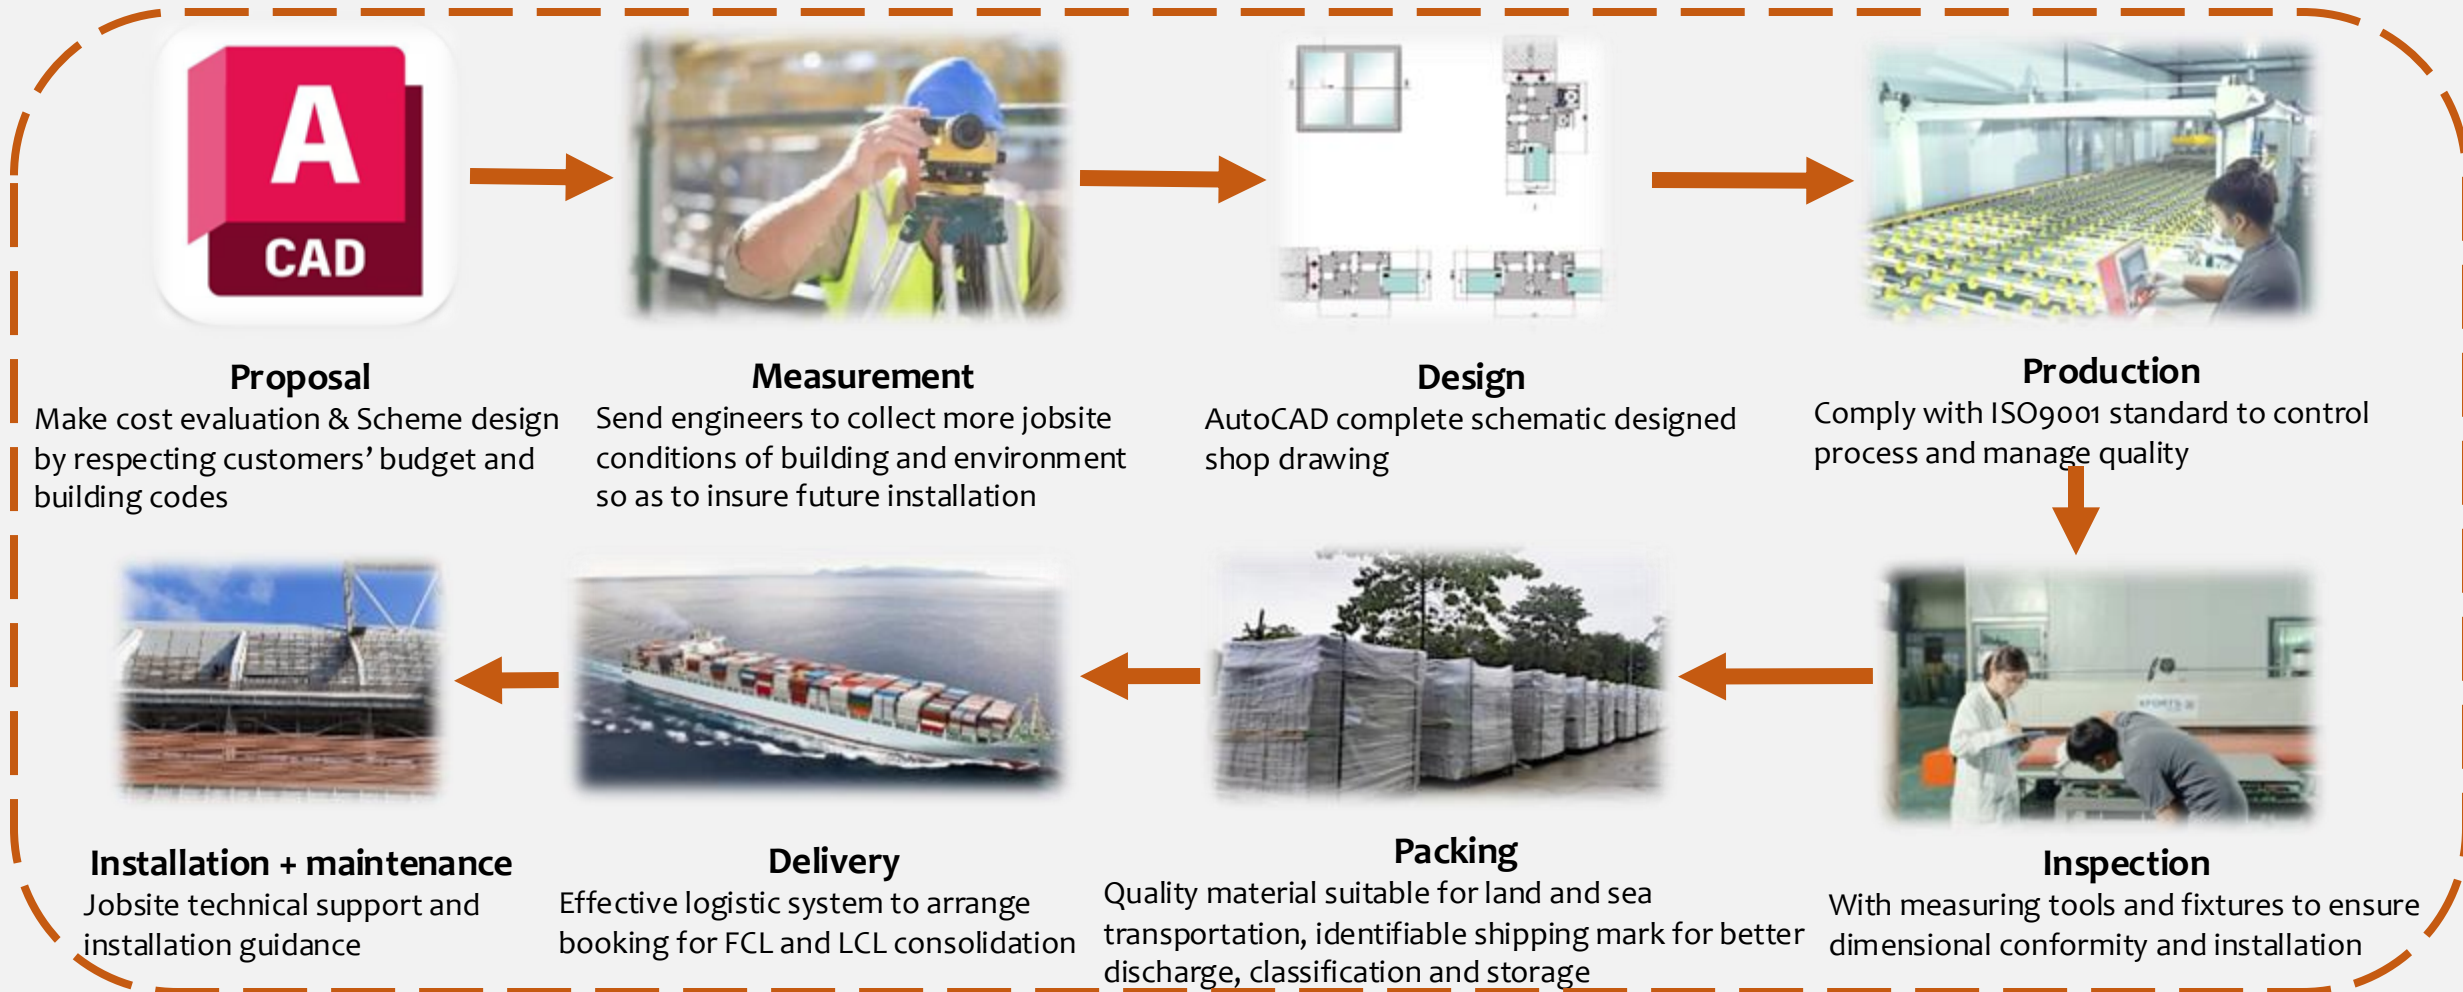 A
CAD
Proposal
Make cost evaluation & Scheme design
by respecting customers’ budget and
building codes
Measurement
Send engineers to collect more jobsite
conditions of building and environment
so as to insure future installation
Design
AutoCAD complete schematic designed
shop drawing
Production
Comply with ISO9001 standard to control
process and manage quality
Inspection
With measuring tools and fixtures to ensure
dimensional conformity and installation
Packing
Quality material suitable for land and sea
transportation, identifiable shipping mark for better
discharge, classification and storage
Delivery
Effective logistic system to arrange
booking for FCL and LCL consolidation
Installation + maintenance
Jobsite technical support and
installation guidance